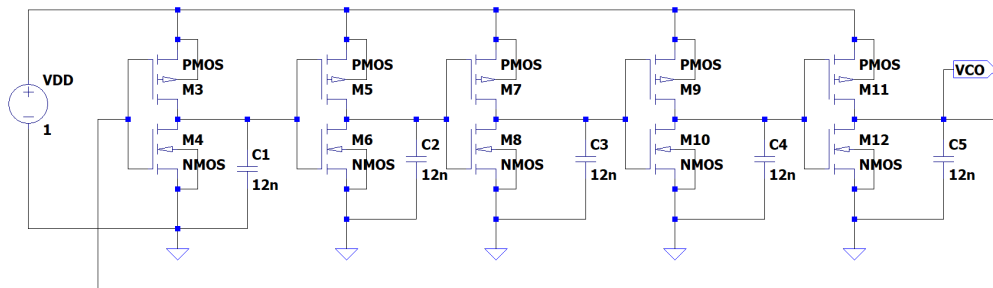 VDD
1
PMOS
M3
M4
NMOS
C1
12n
PMOS
M5
M6
NMOS
C2
12n
PMOS
M7
M8
NMOS
C3
12n
PMOS
M9
M10
NMOS
C4
12n
PMOS
M11
M12
NMOS
C5
12n
VCO